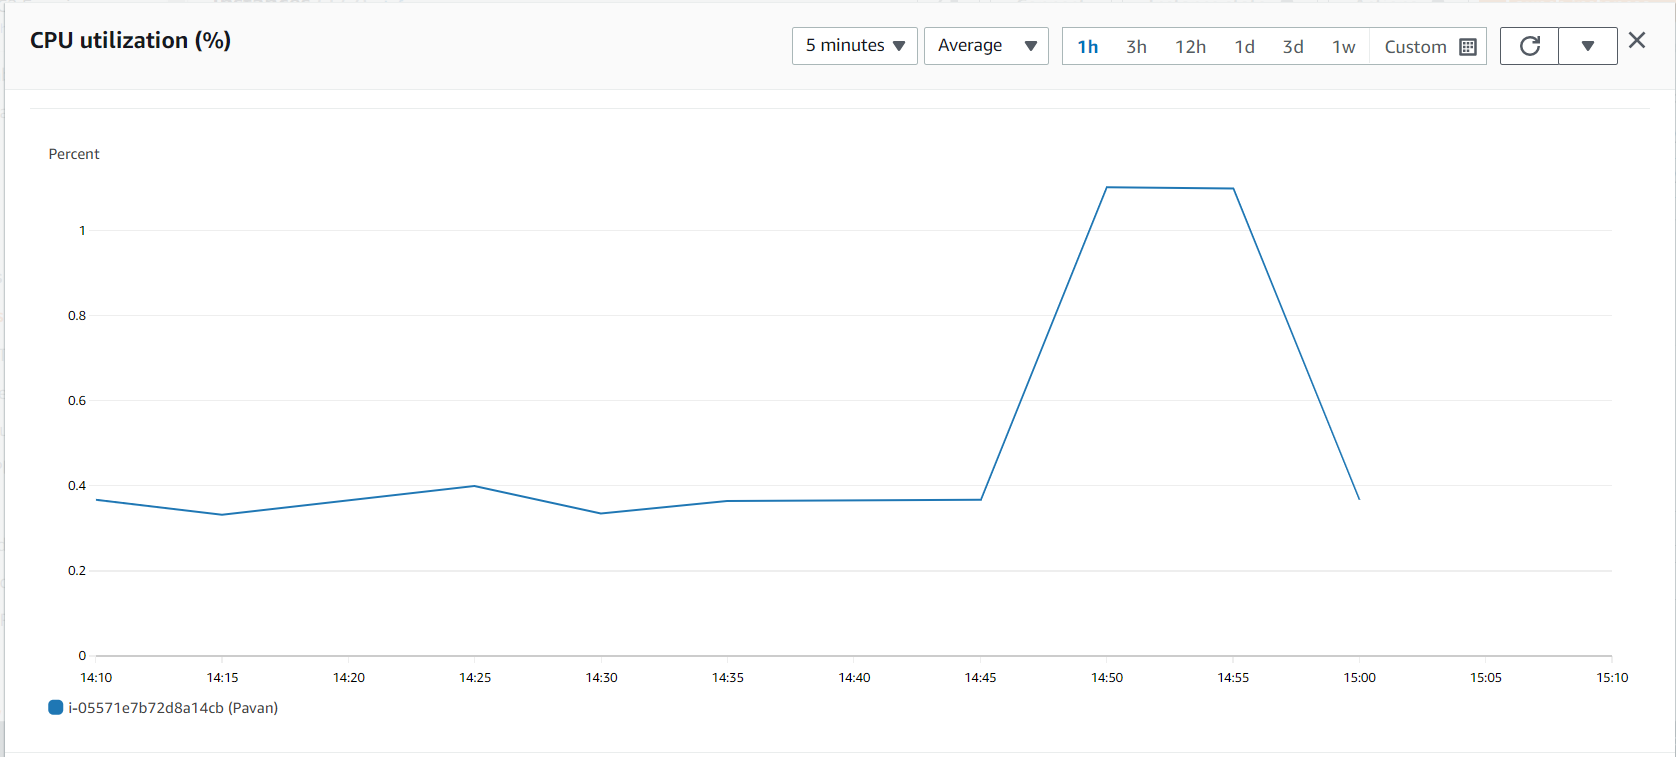 CPU utilization (%)
5 minutes Average 1h 3h 12h 1d 3d 1w Custom
Percent
1
0.8
0.6
0.4
0.2
0
14:10 14:15 14:20 14:25 14:30 14:35 14:40 14:45 14:50 14:55 15:00 15:05 15:10
i-05571e7b72d8a14cb (Pavan)